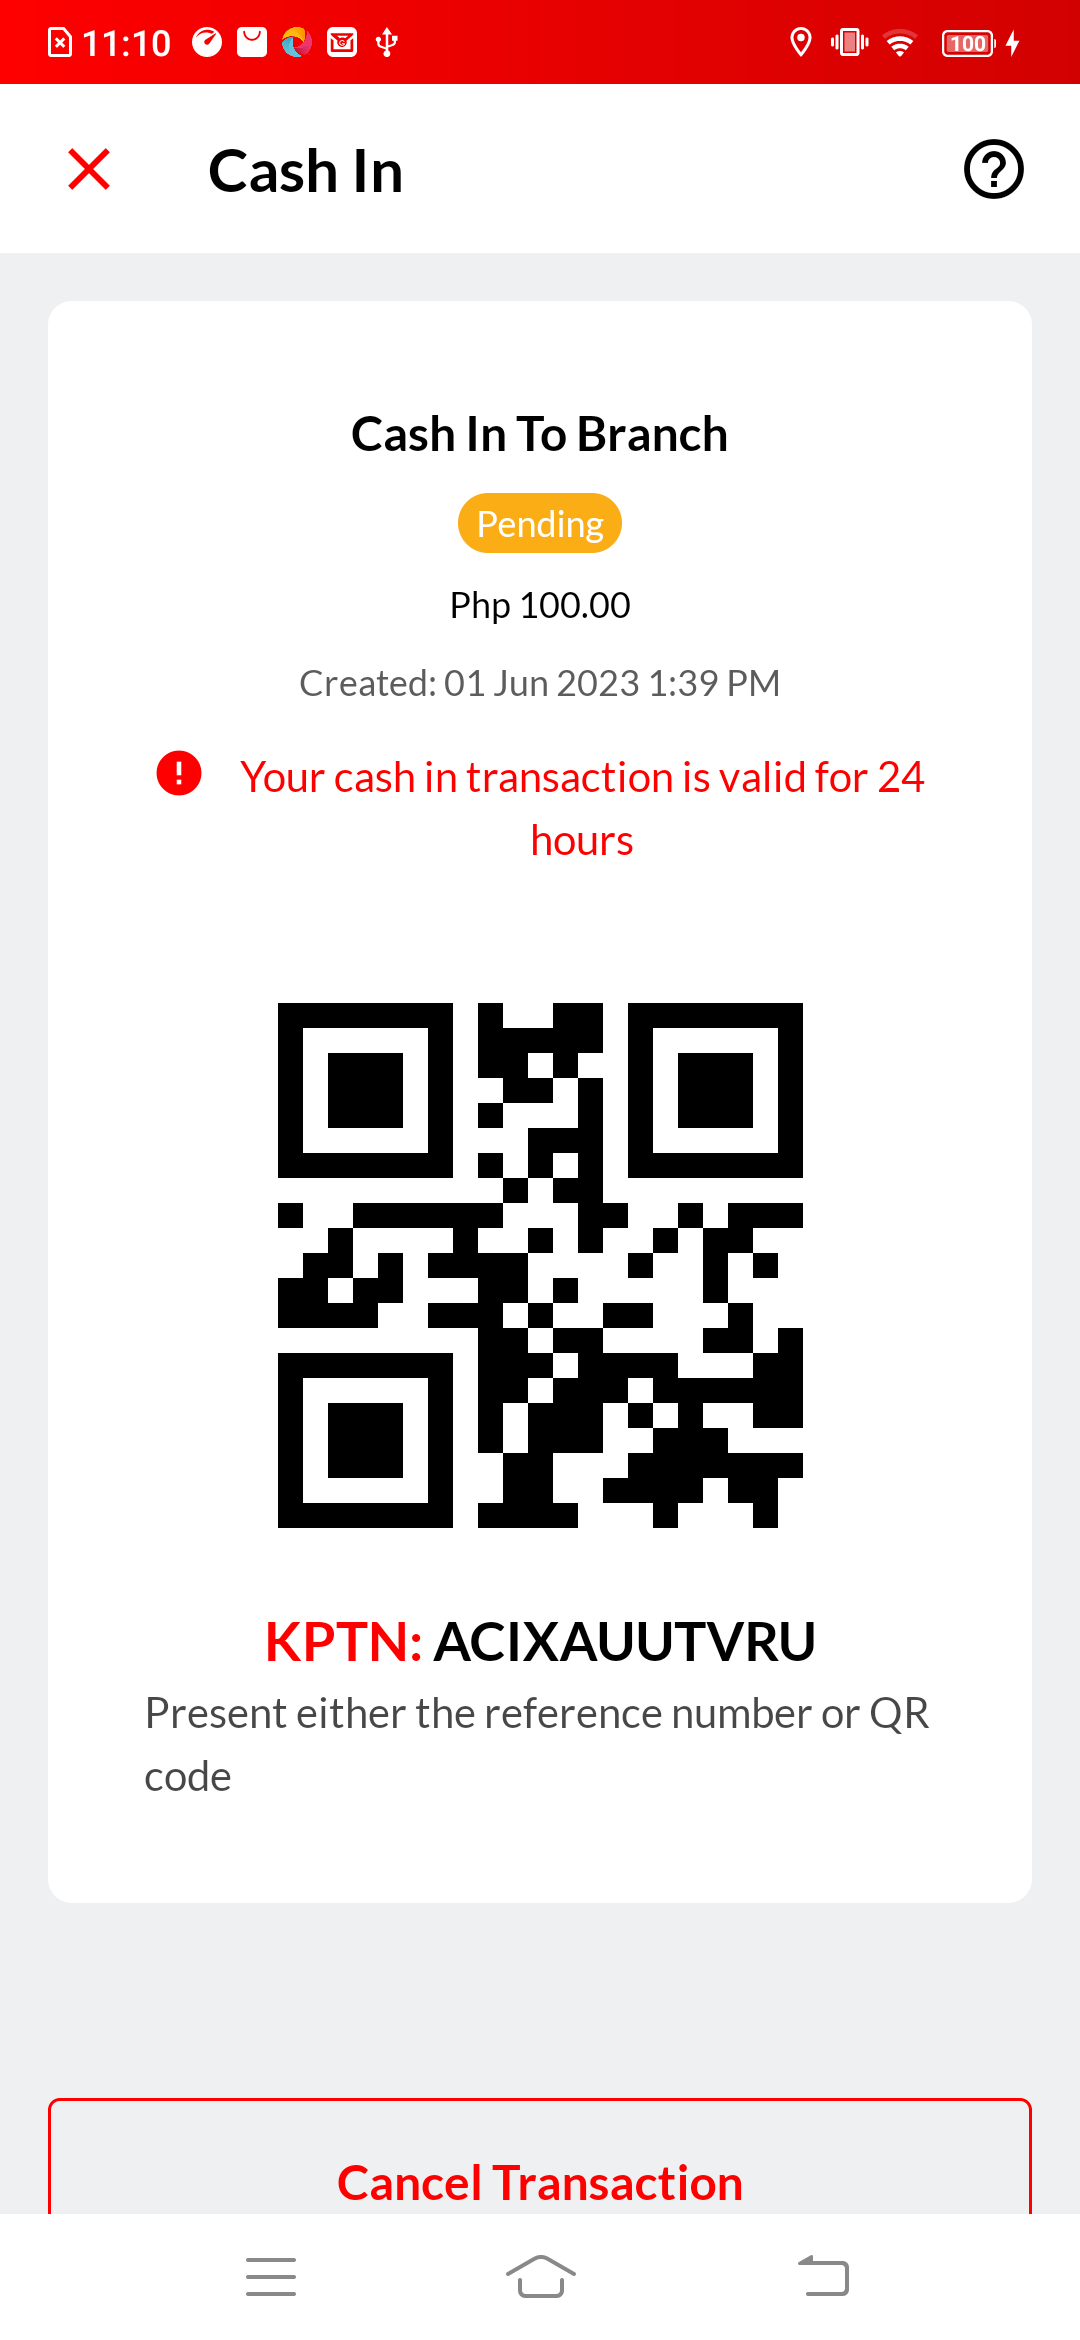 11:10
100
Cash In
Cash In To Branch
Pending
Php 100.00
Created: 01 Jun 2023 1:39 PM
Your cash in transaction is valid for 24
hours
KPTN: ACIXAUUTVRU
Present either the reference number or QR
code
Cancel Transaction